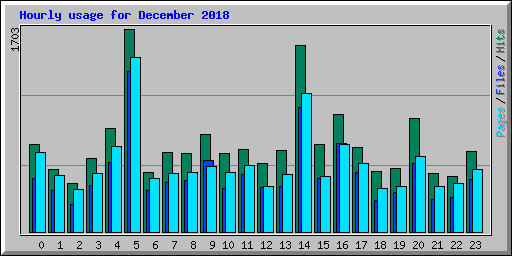 Hourly usage for December 2018
1703
Pages/Files/Hits
0 1 2 3 4 5 6 7 8 9 10 11 12 13 14 15 16 17 18 19 20 21 22 23